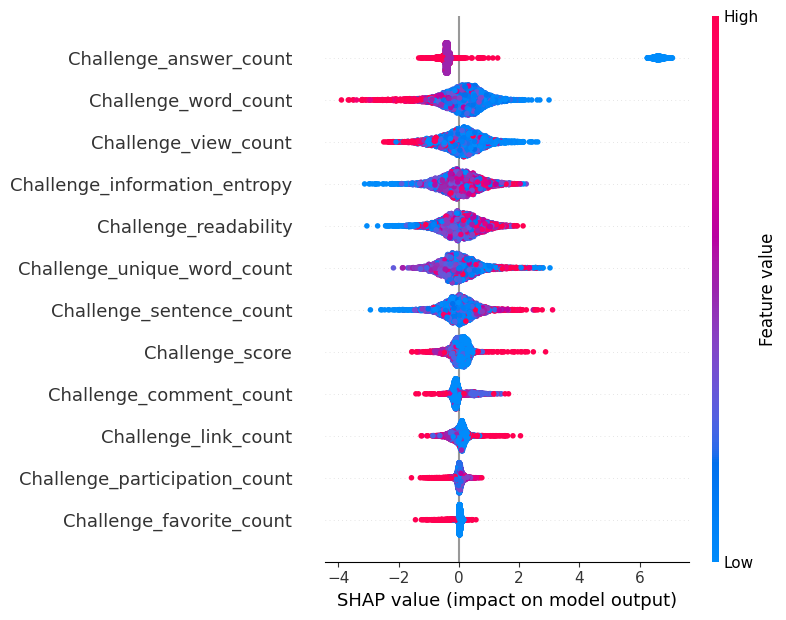 High
Challenge_answer_count
Challenge_word_count
Challenge_view_count
Challenge_information_entropy
Challenge_readability
Challenge_unique_word_count
Challenge_sentence_count
Challenge_score
Challenge_comment_count
Challenge_link_count
Challenge_participation_count
Challenge_favorite_count
Feature value
Low
−4 −2 0 2 4 6
SHAP value (impact on model output)